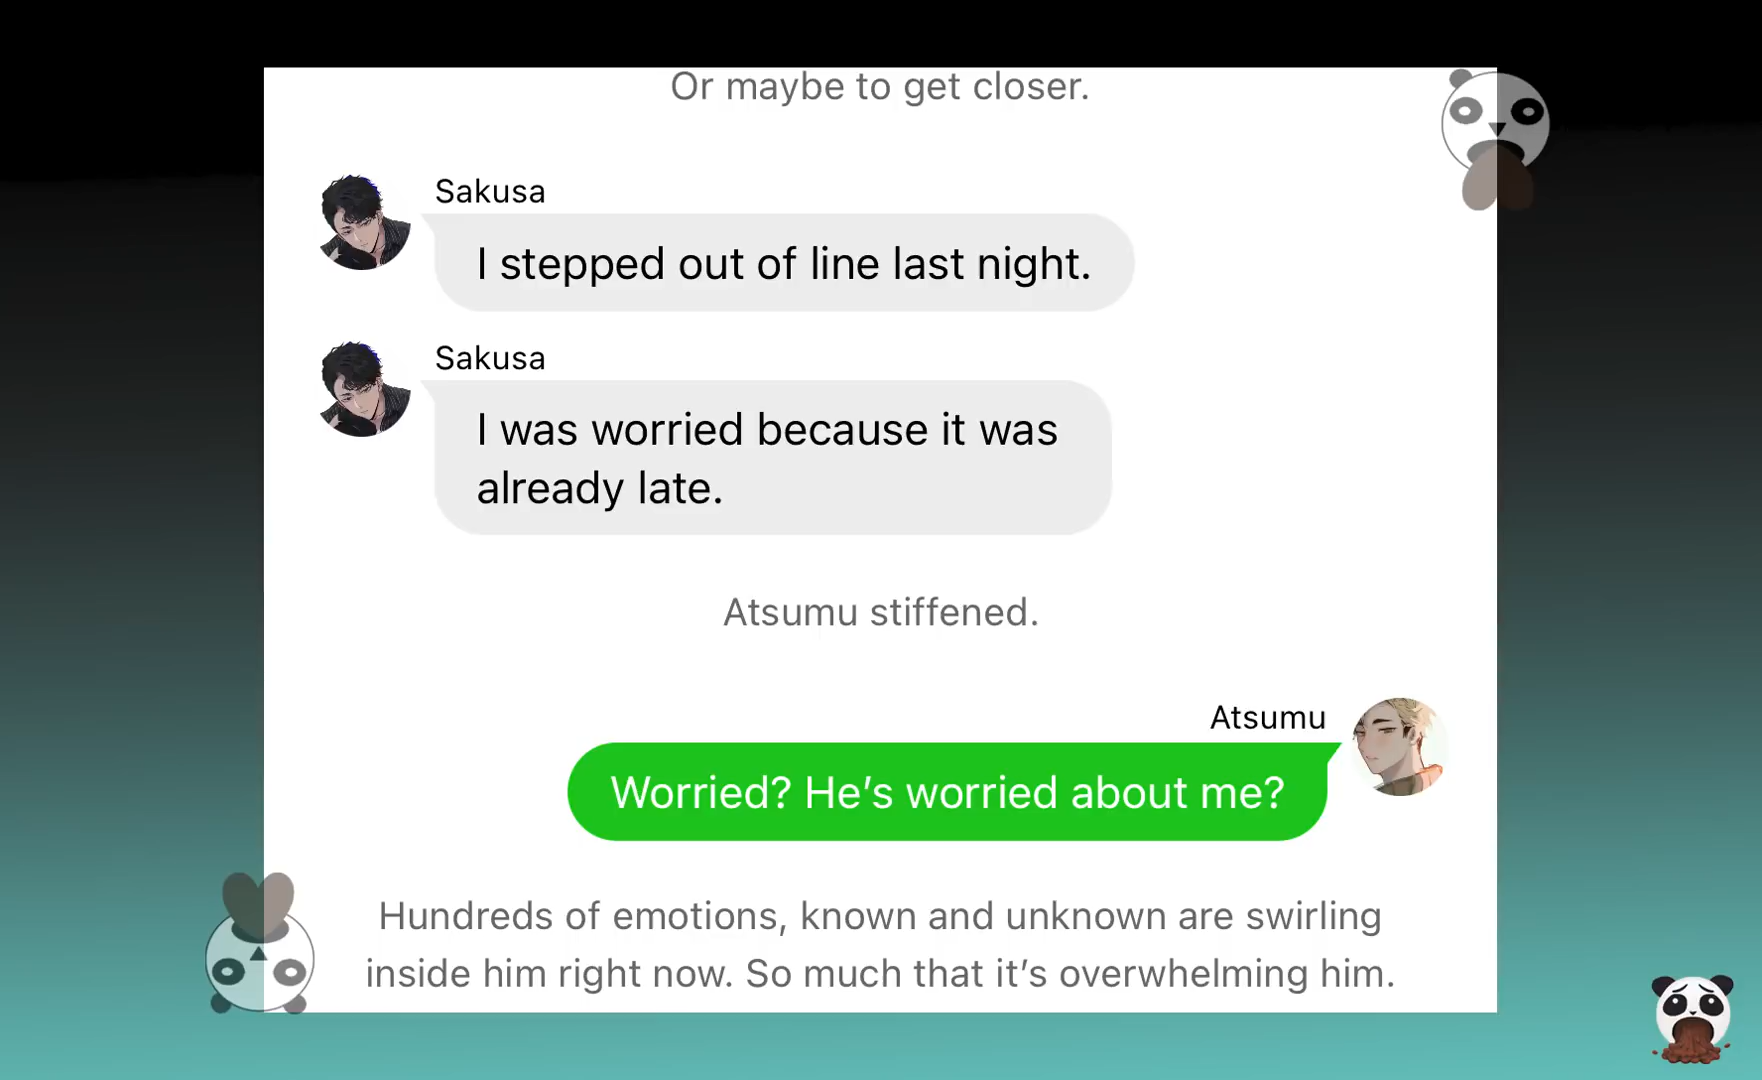 Or maybe to get closer.
Sakusa
I stepped out of line last night.
Sakusa
I was worried because it was
already late.
Atsumu stiffened.
Atsumu
Worried? He’s worried about me?
Hundreds of emotions, known and unknown are swirling
inside him right now. So much that it’s overwhelming him.